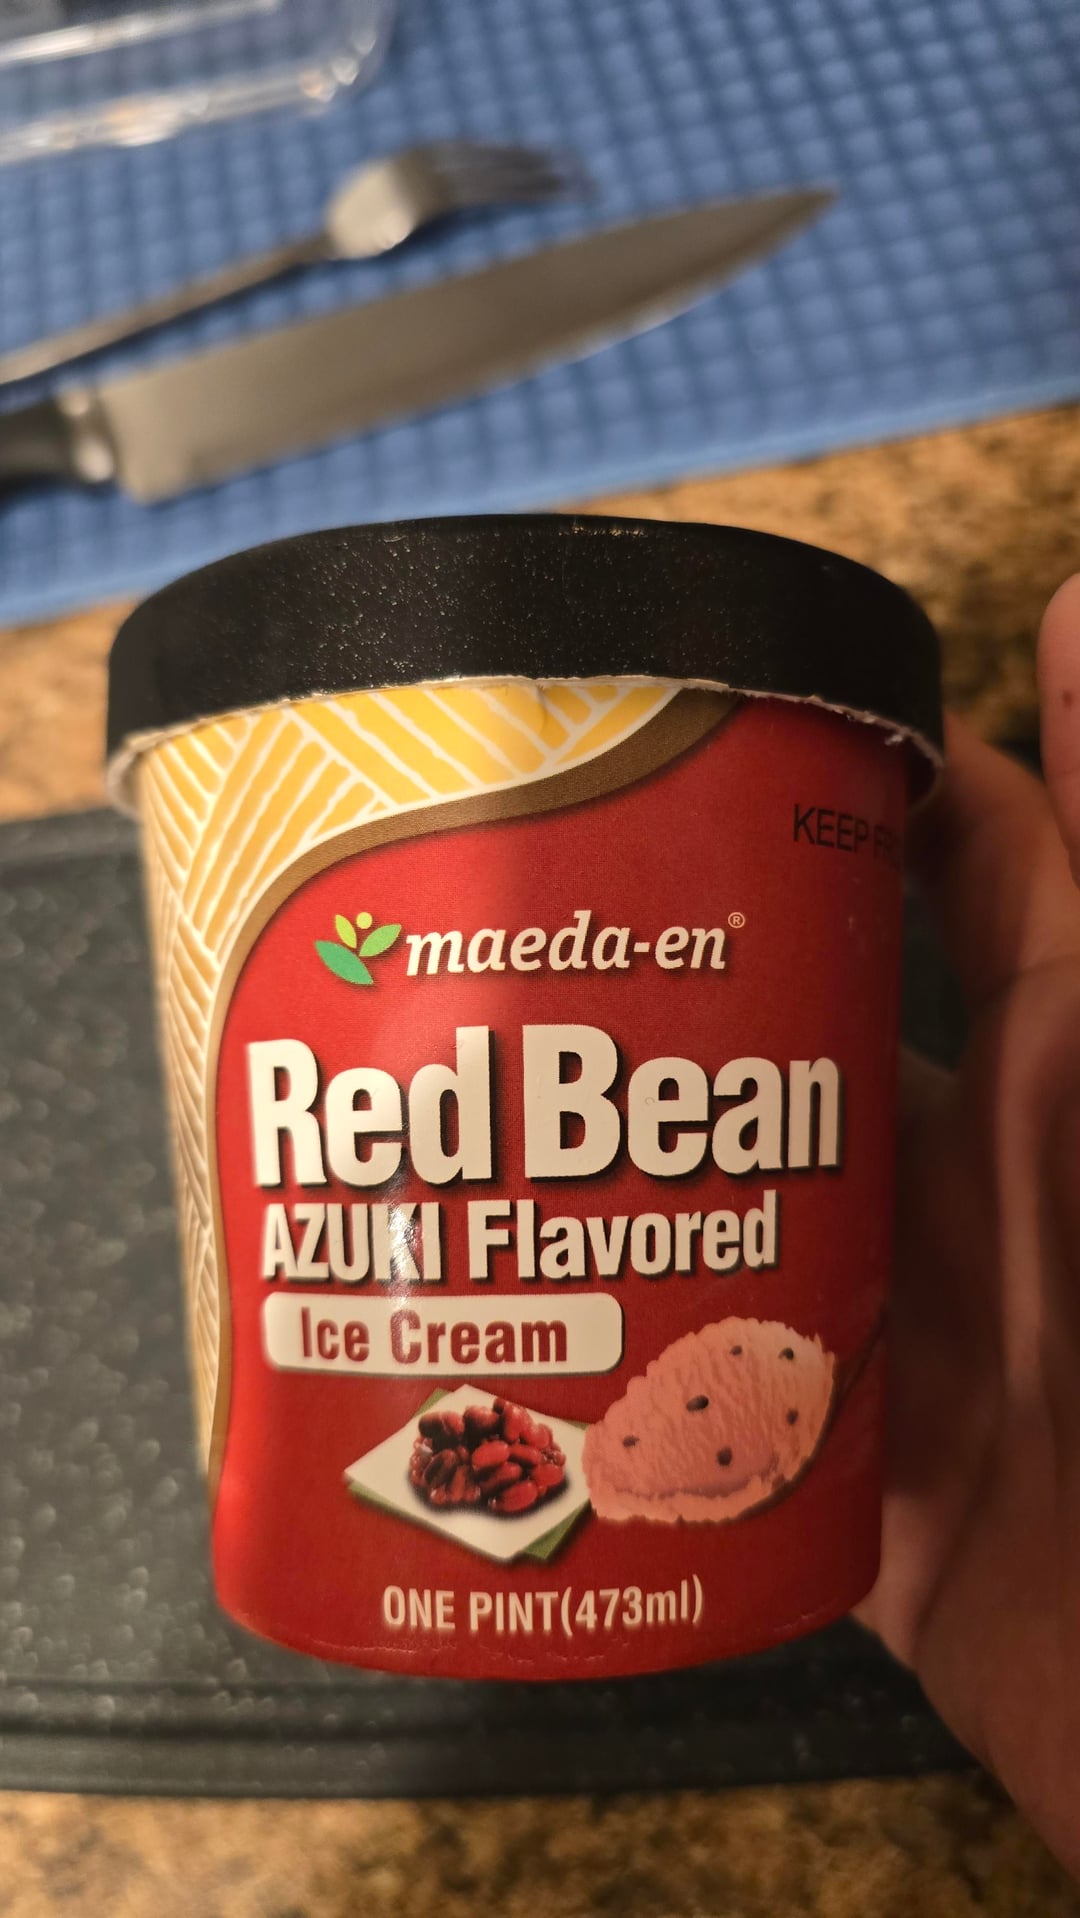 KEEP
maeda-en®
Red Bean
AZUKI Flavored
Ice Cream
ONE PINT(473ml)